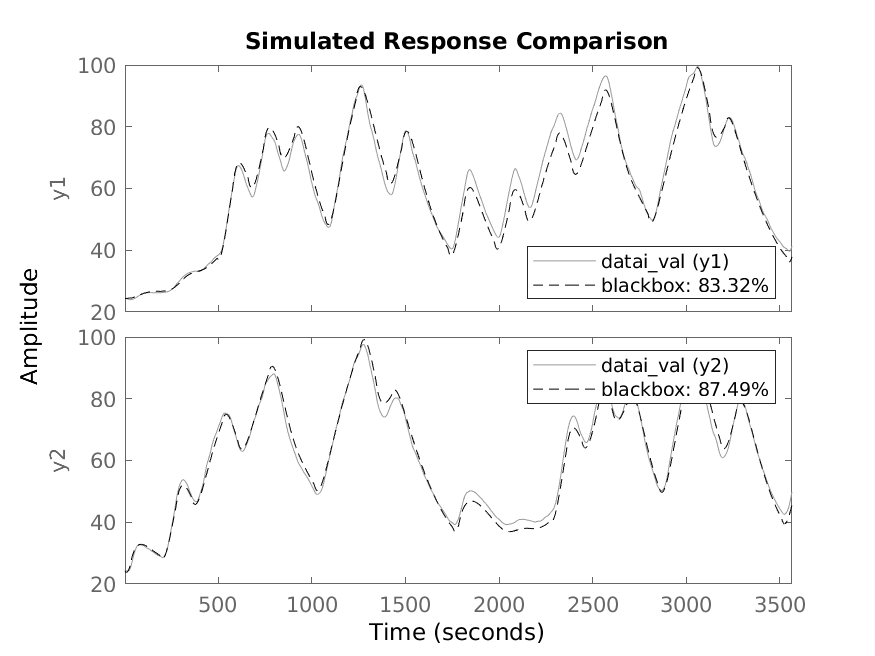 Simulated Response Comparison
100
80
60
40
20
y1
datai_val (y1)
blackbox: 83.32%
Amplitude
100
80
60
40
20
y2
datai_val (y2)
blackbox: 87.49%
500 1000 1500 2000 2500 3000 3500
Time (seconds)